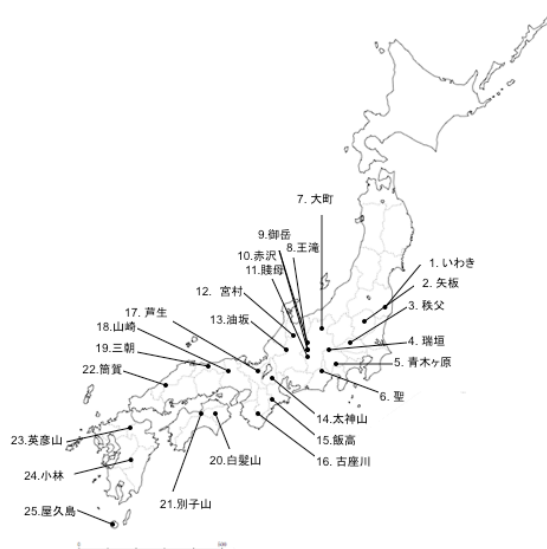 7. 大町
9.御岳
8.王滝
10.赤沢
11.賤母
1. いわき
2. 矢板
12. 宮村
3. 秩父
17. 芦生
13.油坂
18.山崎
4. 瑞垣
19.三朝
5. 青木ヶ原
22.筒賀
6. 聖
14.太神山
23.英彦山
15.飯高
20.白髪山
16. 古座川
24.小林
21.別子山
25.屋久島
0
500